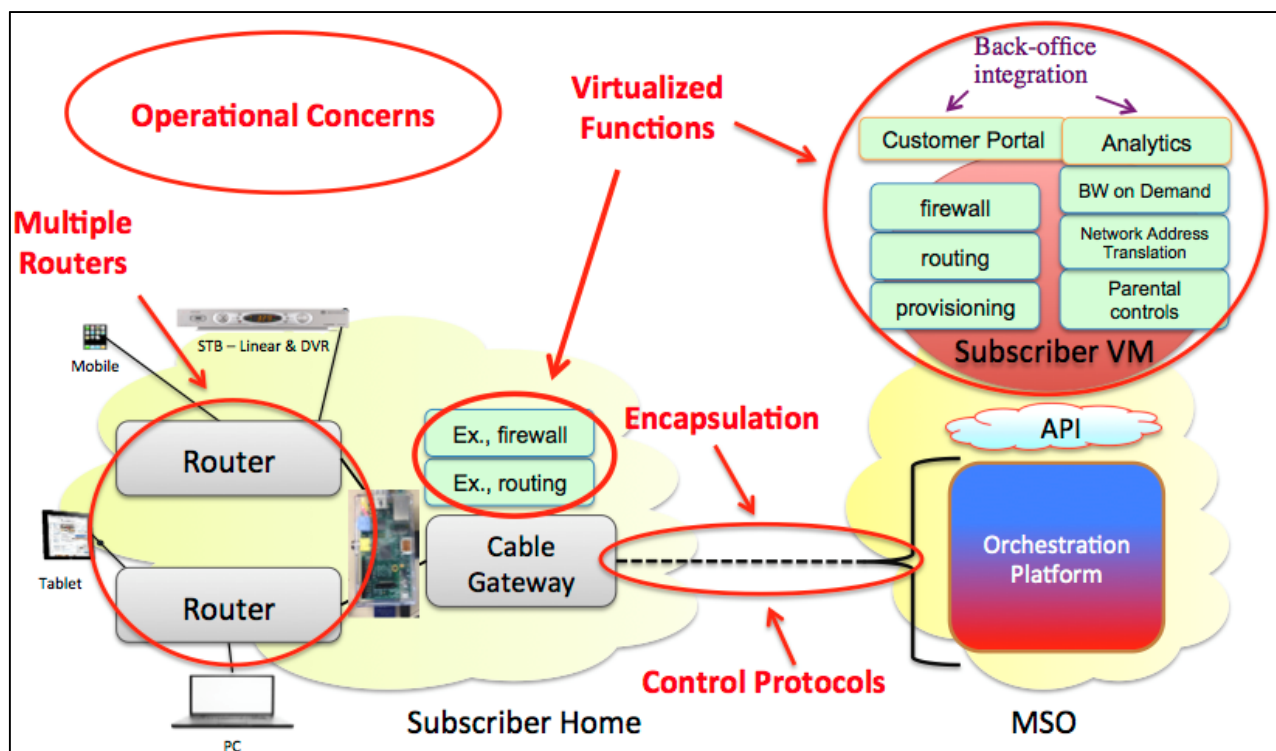 Operational Concerns
Virtualized
Functions
Back-office
integration
Customer Portal
Analytics
BW on Demand
firewall
Network Address
Translation
routing
Parental
controls
provisioning
Subscriber VM
Multiple
Routers
STB – Linear & DVR
Mobile
Router
Ex., firewall
Ex., routing
Encapsulation
API
Cable
Gateway
Orchestration
Platform
Tablet
Router
Control Protocols
PC
Subscriber Home
MSO